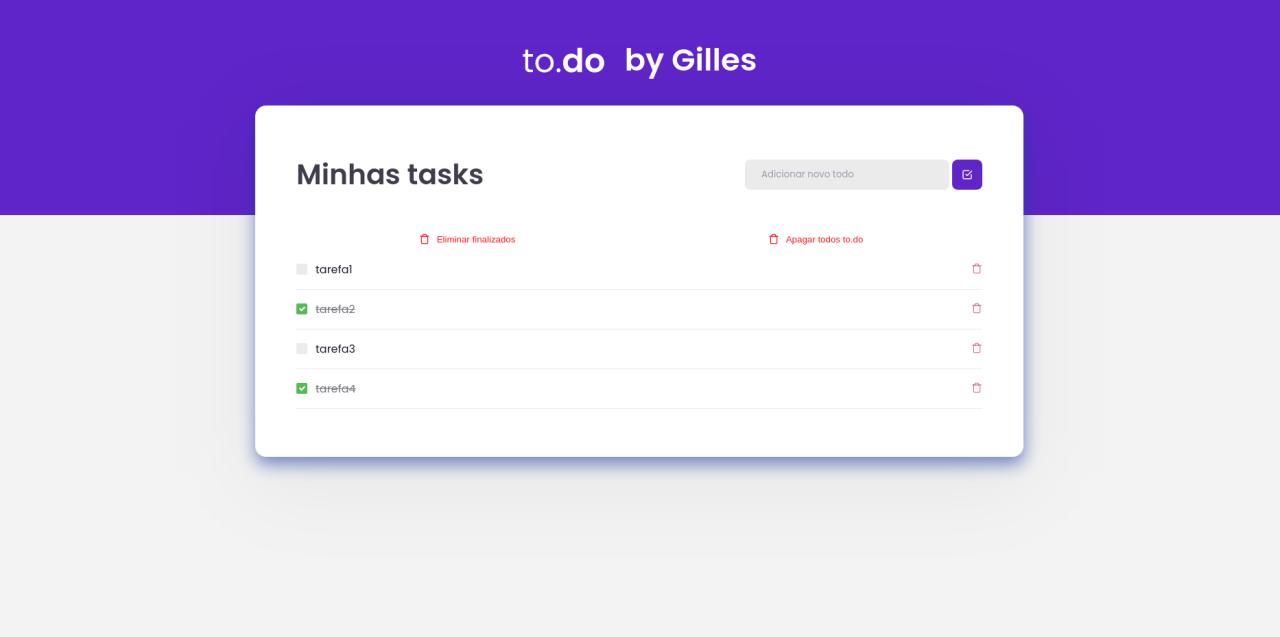 to.do by Gilles
Minhas tasks
Adicionar novo todo
Eliminar finalizados
Apagar todos to.do
tarefa1
tarefa2
tarefa3
tarefa4